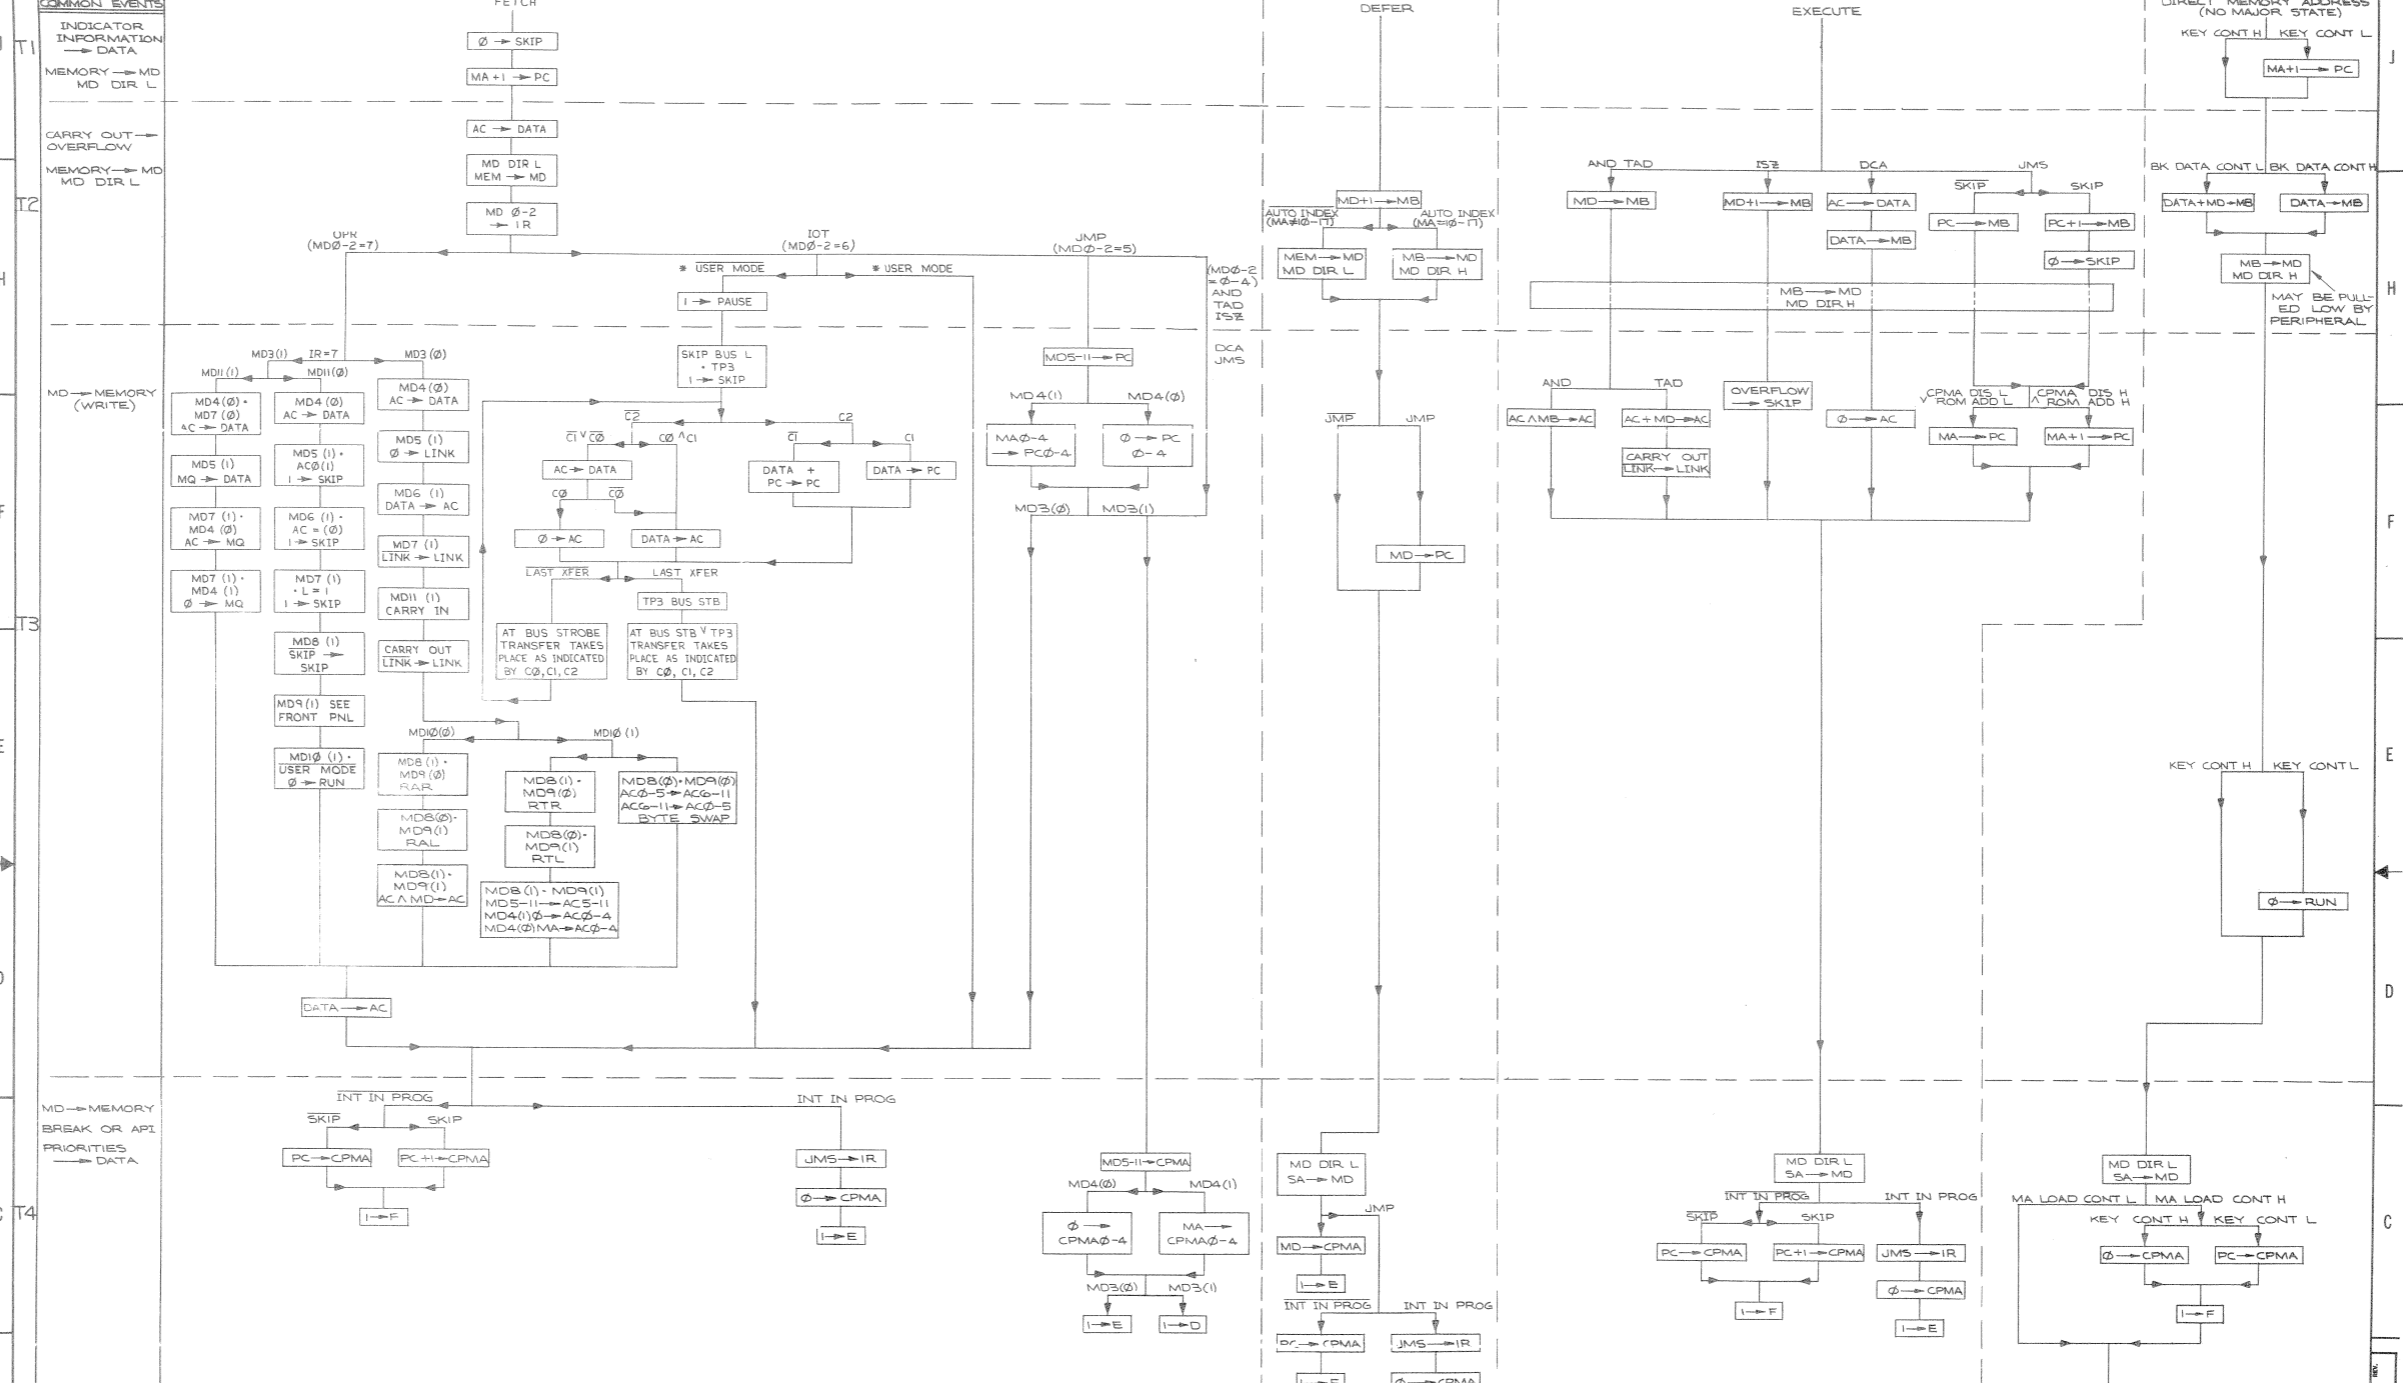 COMMON EVENTS
INDICATOR
INFORMATION
→ DATA
MEMORY → MD
MD DIR L
CARRY OUT →
OVERFLOW
MEMORY → MD
MD DIR L
MD → MEMORY
(WRITE)
MD → MEMORY
BREAK OR API
PRIORITIES
→ DATA
T1
T2
T3
T4
FETCH
Ø → SKIP
MA+1 → PC
AC → DATA
MD DIR L
MEM → MD
MD Ø-2
→ IR
OPR
(MDØ-2=7)
IOT
(MDØ-2=6)
JMP
(MDØ-2=5)
(MDØ-2
=Ø-4)
AND
TAD
ISZ
DCA
JMS
* USER MODE
* USER MODE
1 → PAUSE
MD3(1)
IR=7
MD3(Ø)
MD11(1)
MD11(Ø)
MD4(Ø)·
MD7(Ø)
AC → DATA
MD5 (1)
MQ → DATA
MD7 (1)·
MD4 (Ø)
AC → MQ
MD7 (1)·
MD4 (1)
Ø → MQ
MD4(Ø)
AC → DATA
MD5 (1)·
ACØ(1)
1 → SKIP
MD6 (1)·
AC = (Ø)
1 → SKIP
MD7 (1)
· L = 1
1 → SKIP
MD8 (1)
SKIP →
SKIP
MD9(1) SEE
FRONT PNL
MD1Ø (1)·
USER MODE
Ø → RUN
MD4(Ø)
AC → DATA
MD5 (1)
Ø → LINK
MD6 (1)
DATA → AC
MD7 (1)
LINK → LINK
MD11 (1)
CARRY IN
CARRY OUT
LINK → LINK
MD1Ø(Ø)
MD1Ø(1)
MD8(1)·
MD9(Ø)
RAR
MD8(Ø)·
MD9(1)
RAL
MD8(1)·
MD9(1)
AC∧MD→AC
MD8(1)·
MD9(Ø)
RTR
MD8(Ø)·
MD9(1)
RTL
MD8(1)·MD9(1)
MD5-11 → AC5-11
MD4(1)Ø → ACØ-4
MD4(Ø)MA → ACØ-4
MD8(Ø)·MD9(Ø)
ACØ-5 → AC6-11
AC6-11 → ACØ-5
BYTE SWAP
DATA → AC
SKIP BUS L
· TP3
1 → SKIP
C2
C2
C1 ∨ CØ
CØ ∧ C1
C1
C1
AC → DATA
DATA +
PC → PC
DATA → PC
CØ
CØ
Ø → AC
DATA → AC
LAST XFER
LAST XFER
TP3 BUS STB
AT BUS STROBE
TRANSFER TAKES
PLACE AS INDICATED
BY CØ, C1, C2
AT BUS STB ∨ TP3
TRANSFER TAKES
PLACE AS INDICATED
BY CØ, C1, C2
MD5-11 → PC
MD4(1)
MD4(Ø)
MAØ-4
→ PCØ-4
Ø → PC
Ø-4
MD3(Ø)
MD3(1)
INT IN PROG
INT IN PROG
SKIP
SKIP
PC → CPMA
PC+1 → CPMA
1 → F
JMS → IR
Ø → CPMA
1 → E
MD5-11 → CPMA
MD4(Ø)
MD4(1)
Ø →
CPMAØ-4
MA →
CPMAØ-4
MD3(Ø)
MD3(1)
1 → E
1 → D
DEFER
MD+1 → MB
AUTO INDEX
(MA≠1Ø-17)
AUTO INDEX
(MA=1Ø-17)
MEM → MD
MD DIR L
MB → MD
MD DIR H
JMP
JMP
MD → PC
MD DIR L
SA → MD
JMP
MD → CPMA
1 → E
INT IN PROG
INT IN PROG
PC → CPMA
JMS → IR
1 → F
Ø → CPMA
EXECUTE
AND TAD
ISZ
DCA
JMS
MD → MB
MD+1 → MB
AC → DATA
DATA → MB
SKIP
SKIP
PC → MB
PC+1 → MB
Ø → SKIP
MB → MD
MD DIR H
AND
TAD
AC∧MB → AC
AC+MD → AC
CARRY OUT
LINK → LINK
OVERFLOW
→ SKIP
Ø → AC
CPMA DIS L
∨ ROM ADD L
CPMA DIS H
∧ ROM ADD H
MA → PC
MA+1 → PC
MD DIR L
SA → MD
INT IN PROG
INT IN PROG
SKIP
SKIP
PC → CPMA
PC+1 → CPMA
1 → F
JMS → IR
Ø → CPMA
1 → E
DIRECT MEMORY ADDRESS
(NO MAJOR STATE)
KEY CONT H
KEY CONT L
MA+1 → PC
BK DATA CONT L
BK DATA CONT H
DATA+MD→MB
DATA→MB
MB → MD
MD DIR H
MAY BE PULL-
ED LOW BY
PERIPHERAL
KEY CONT H
KEY CONT L
Ø → RUN
MD DIR L
SA → MD
MA LOAD CONT L
MA LOAD CONT H
KEY CONT H
KEY CONT L
Ø → CPMA
PC → CPMA
1 → F
J
H
F
E
D
C
REV.